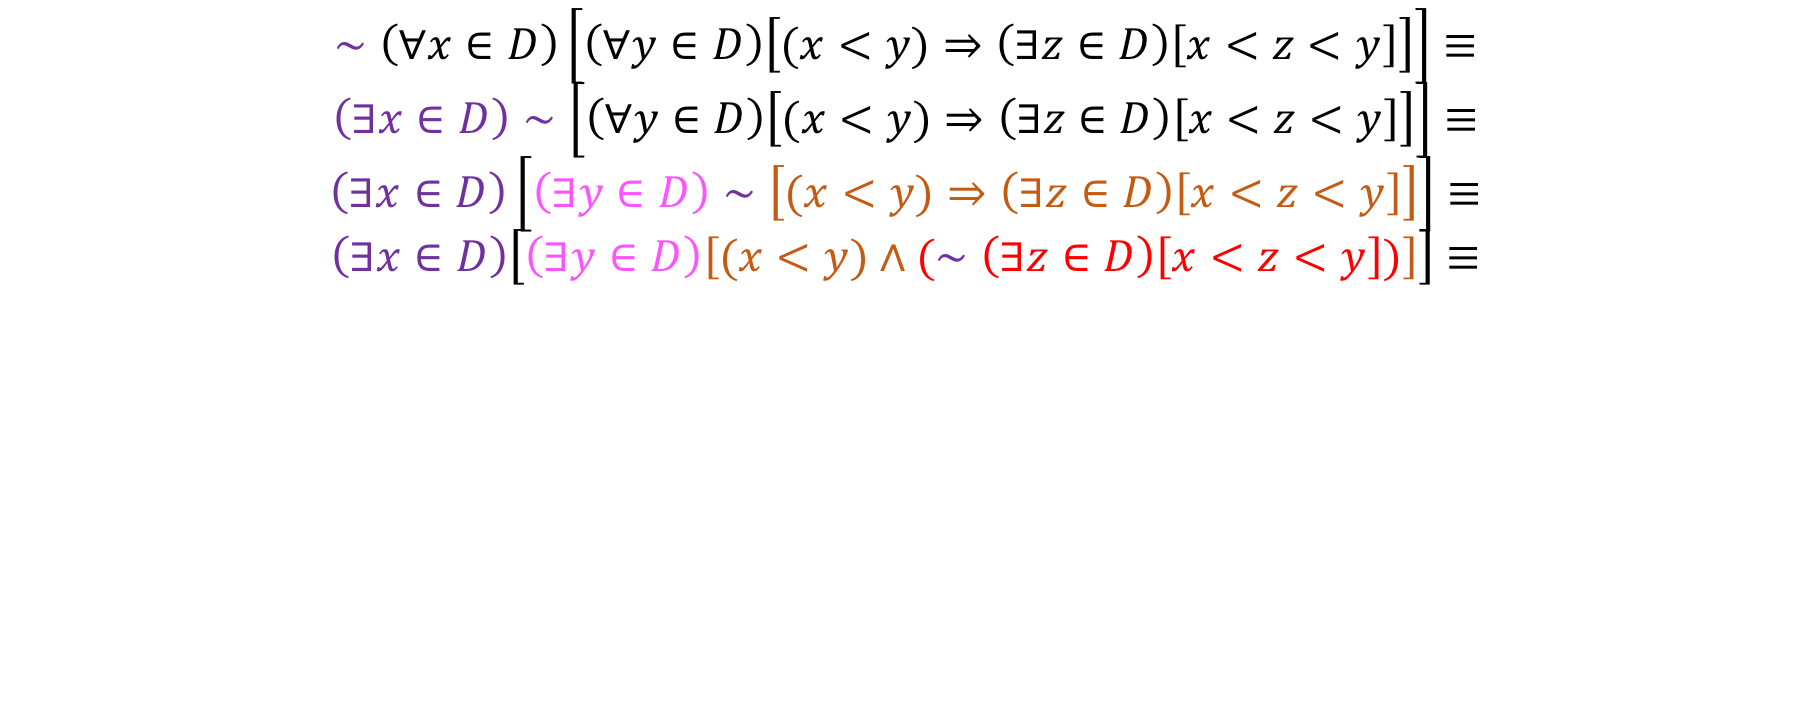 ~ (∀𝑥 ∈ 𝐷) [(∀𝑦 ∈ 𝐷)[(𝑥 < 𝑦) ⇒ (∃𝑧 ∈ 𝐷)[𝑥 < 𝑧 < 𝑦]]] ≡
(∃𝑥 ∈ 𝐷) ~ [(∀𝑦 ∈ 𝐷)[(𝑥 < 𝑦) ⇒ (∃𝑧 ∈ 𝐷)[𝑥 < 𝑧 < 𝑦]]] ≡
(∃𝑥 ∈ 𝐷) [(∃𝑦 ∈ 𝐷) ~ [(𝑥 < 𝑦) ⇒ (∃𝑧 ∈ 𝐷)[𝑥 < 𝑧 < 𝑦]]] ≡
(∃𝑥 ∈ 𝐷)[(∃𝑦 ∈ 𝐷)[(𝑥 < 𝑦) ∧ (~ (∃𝑧 ∈ 𝐷)[𝑥 < 𝑧 < 𝑦])]] ≡